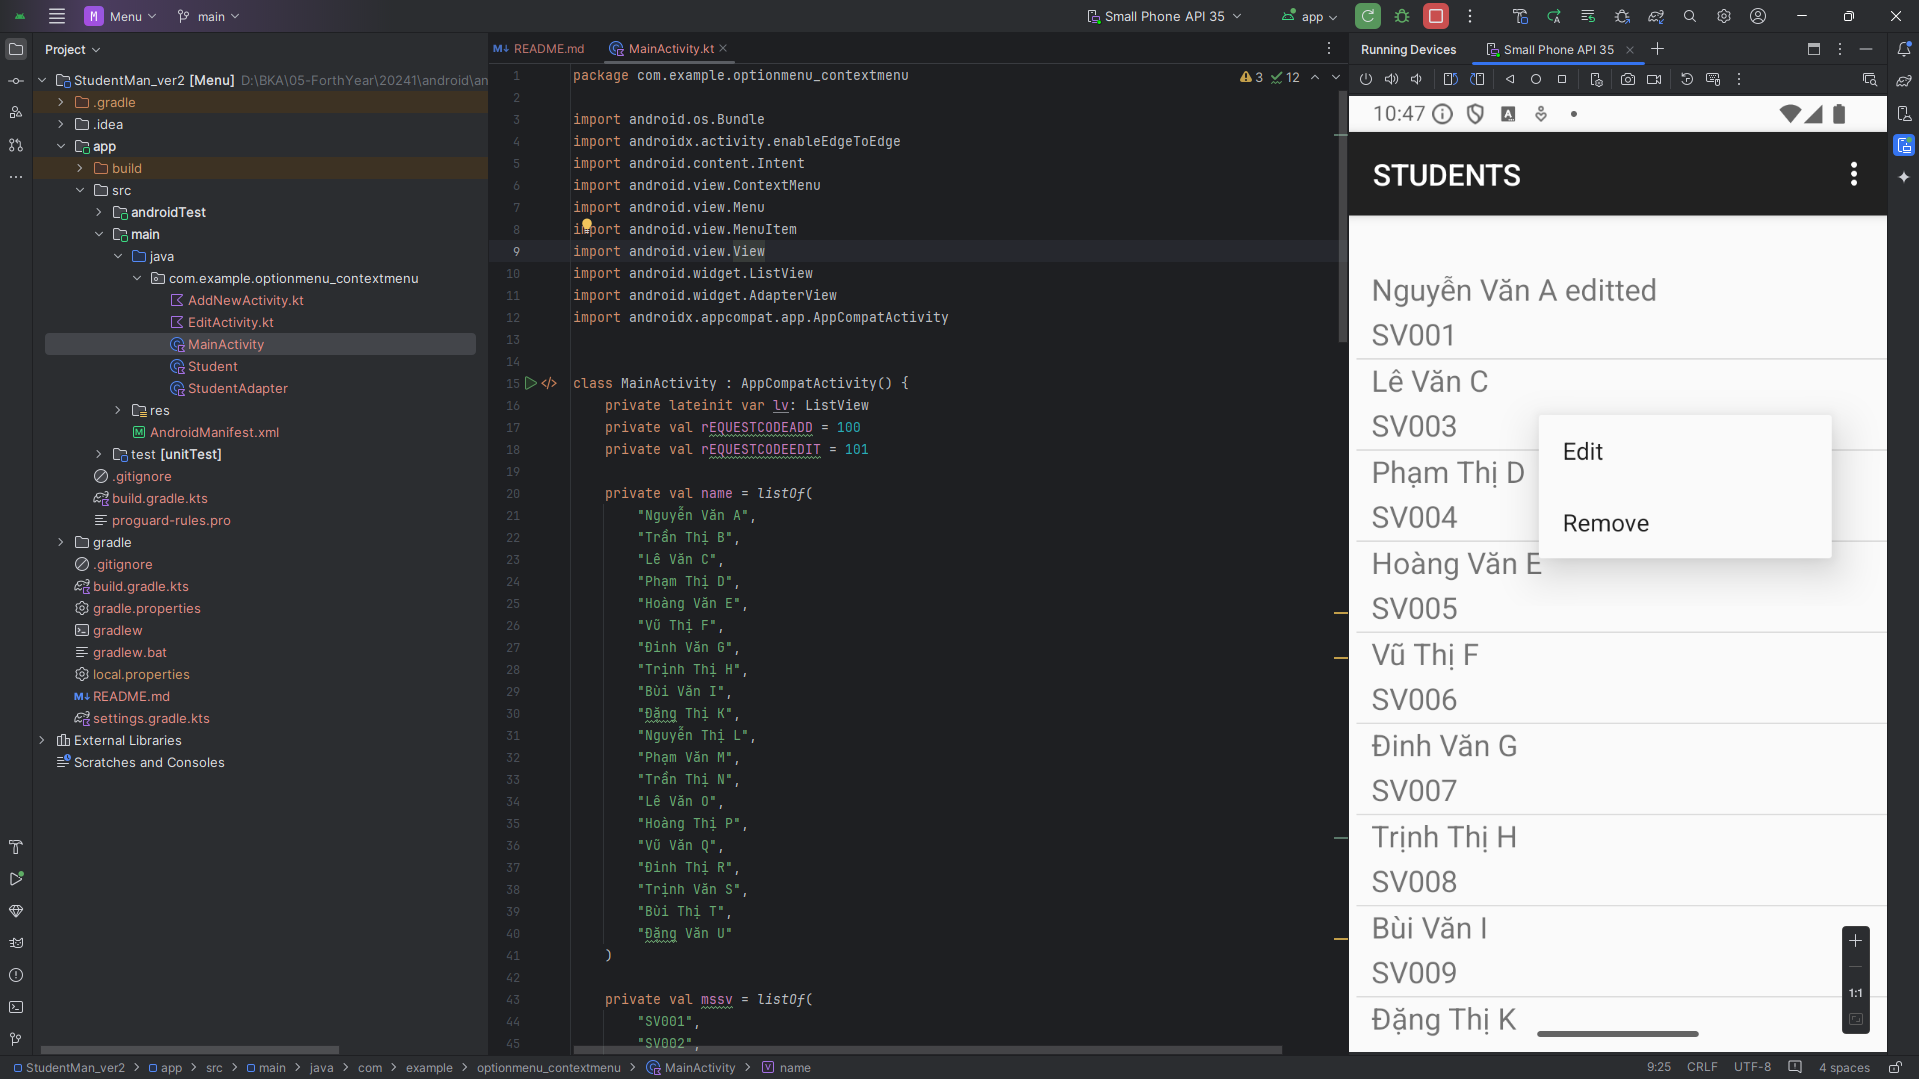 M Menu main Small Phone API 35 app
Project
StudentMan_ver2 [Menu] D:\BKA\05-ForthYear\20241\android\an
.gradle
.idea
app
build
src
androidTest
main
java
com.example.optionmenu_contextmenu
AddNewActivity.kt
EditActivity.kt
MainActivity
Student
StudentAdapter
res
M AndroidManifest.xml
test [unitTest]
.gitignore
build.gradle.kts
proguard-rules.pro
gradle
.gitignore
build.gradle.kts
gradle.properties
gradlew
gradlew.bat
local.properties
M↓ README.md
settings.gradle.kts
External Libraries
Scratches and Consoles
M↓ README.md MainActivity.kt
3 12
1 package com.example.optionmenu_contextmenu
2
3 import android.os.Bundle
4 import androidx.activity.enableEdgeToEdge
5 import android.content.Intent
6 import android.view.ContextMenu
7 import android.view.Menu
8 import android.view.MenuItem
9 import android.view.View
10 import android.widget.ListView
11 import android.widget.AdapterView
12 import androidx.appcompat.app.AppCompatActivity
13
14
15 class MainActivity : AppCompatActivity() {
16 private lateinit var lv: ListView
17 private val rEQUESTCODEADD = 100
18 private val rEQUESTCODEEDIT = 101
19
20 private val name = listOf(
21 "Nguyễn Văn A",
22 "Trần Thị B",
23 "Lê Văn C",
24 "Phạm Thị D",
25 "Hoàng Văn E",
26 "Vũ Thị F",
27 "Đinh Văn G",
28 "Trịnh Thị H",
29 "Bùi Văn I",
30 "Đặng Thị K",
31 "Nguyễn Thị L",
32 "Phạm Văn M",
33 "Trần Thị N",
34 "Lê Văn O",
35 "Hoàng Thị P",
36 "Vũ Văn Q",
37 "Đinh Thị R",
38 "Trịnh Văn S",
39 "Bùi Thị T",
40 "Đặng Văn U"
41 )
42
43 private val mssv = listOf(
44 "SV001",
45 "SV002",
Running Devices Small Phone API 35
10:47
STUDENTS
Nguyễn Văn A editted
SV001
Lê Văn C
SV003
Edit
Phạm Thị D
SV004
Remove
Hoàng Văn E
SV005
Vũ Thị F
SV006
Đinh Văn G
SV007
Trịnh Thị H
SV008
Bùi Văn I
SV009
Đặng Thị K
1:1
StudentMan_ver2 > app > src > main > java > com > example > optionmenu_contextmenu > MainActivity > name
9:25 CRLF UTF-8 4 spaces